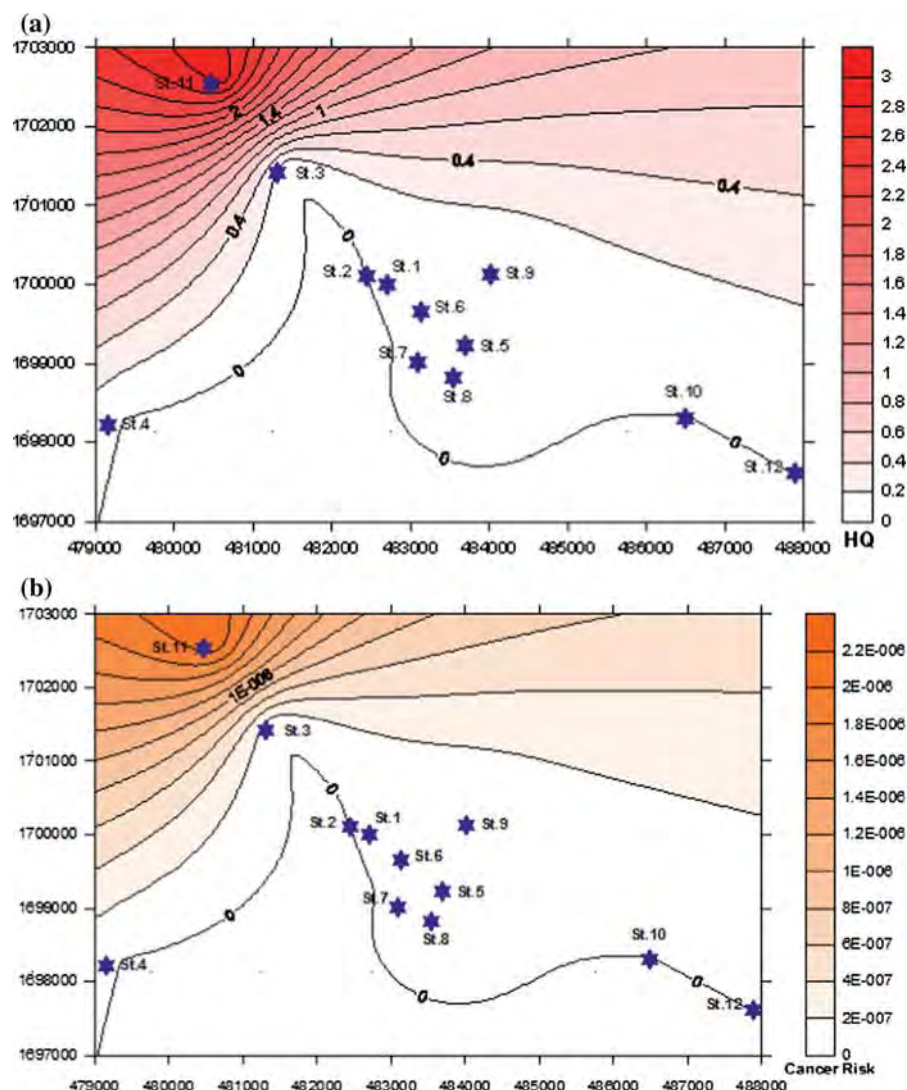 (a)
1703000
1702000
1701000
1700000
1699000
1698000
1697000
479000 480000 481000 482000 483000 484000 485000 486000 487000 488000
St.11
2
1.4
1
St.3
0.4
0.4
0.4
0
St.2
St.1
St.9
St.6
St.7
St.5
St.8
0
St.4
St.10
0
0
St.12
3
2.8
2.6
2.4
2.2
2
1.8
1.6
1.4
1.2
1
0.8
0.6
0.4
0.2
0
HQ
(b)
1703000
1702000
1701000
1700000
1699000
1698000
1697000
479000 480000 481000 482000 483000 484000 485000 486000 487000 488000
St.11
1E-006
St.3
0
St.2
St.1
St.9
St.6
St.7
St.5
St.8
0
St.4
St.10
0
0
St.12
2.2E-006
2E-006
1.8E-006
1.6E-006
1.4E-006
1.2E-006
1E-006
8E-007
6E-007
4E-007
2E-007
0
Cancer Risk